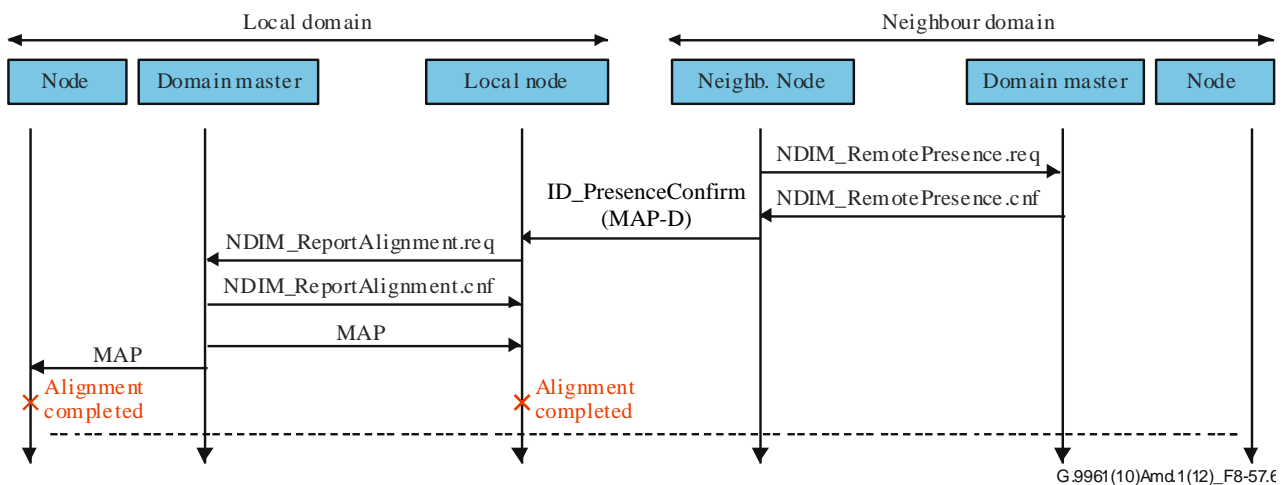 Local domain
Neighbour domain
Node
Domain master
Local node
Neighb. Node
Domain master
Node
NDIM_RemotePresence.req
ID_PresenceConfirm
(MAP-D)
NDIM_RemotePresence.cnf
NDIM_ReportAlignment.req
NDIM_ReportAlignment.cnf
MAP
MAP
Alignment
completed
Alignment
completed
G.9961(10)Amd.1(12)_F8-57.6